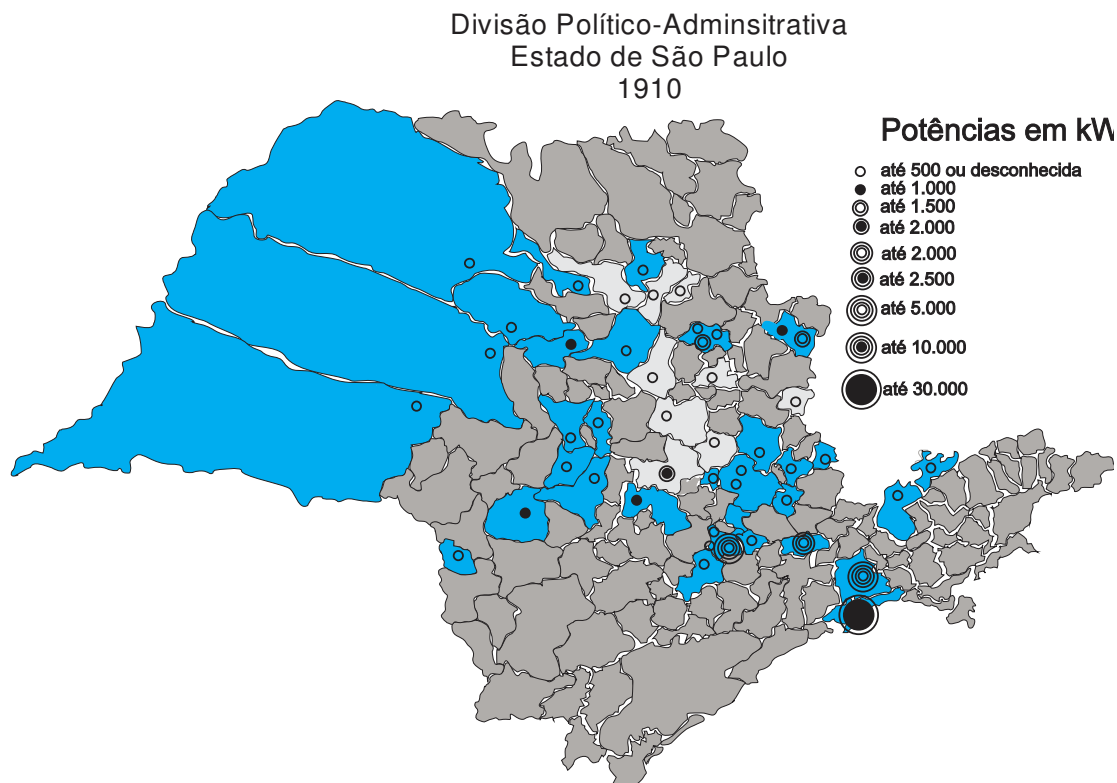 Divisão Político-Adminsitrativa
Estado de São Paulo
1910
Potências em kW
até 500 ou desconhecida
até 1.000
até 1.500
até 2.000
até 2.000
até 2.500
até 5.000
até 10.000
até 30.000